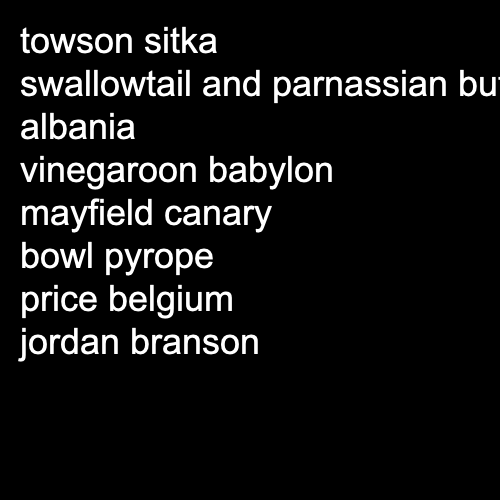 towson sitka
swallowtail and parnassian
albania
vinegaroon babylon
mayfield canary
bowl pyrope
price belgium
jordan branson